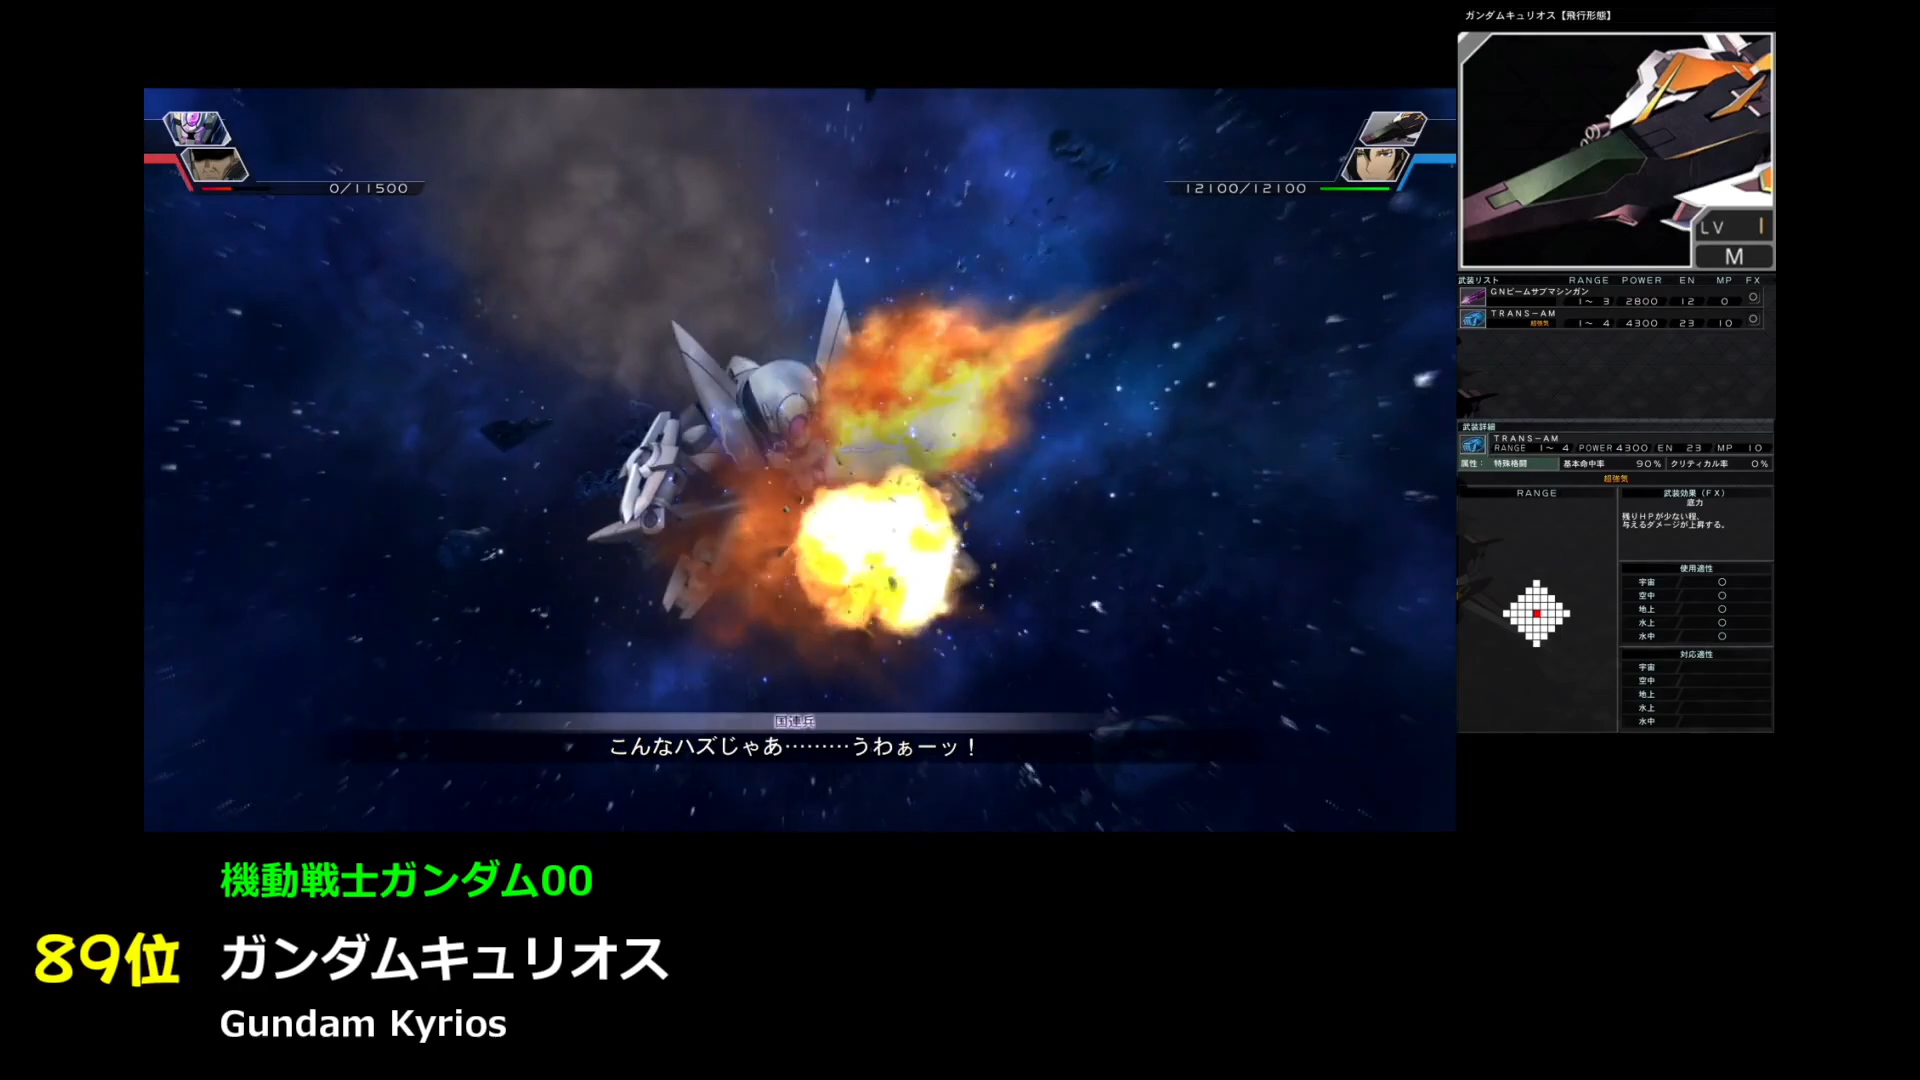 ガンダムキュリオス【飛行形態】
0/11500
12100/12100
LV 1
M
武装リスト RANGE POWER EN MP FX
GNビームサブマシンガン
1～ 3 2800 12 0 ○
TRANS-AM
超強気 1～ 4 4300 23 10 ○
武装詳細
TRANS-AM
RANGE 1～ 4 POWER 4300 EN 23 MP 10
属性： 特殊格闘 基本命中率 90% クリティカル率 0%
超強気
RANGE
武装効果（FX）
底力
残りHPが少ない程、
与えるダメージが上昇する。
使用適性
宇宙 ○
空中 ○
地上 ○
水上 ○
水中 ○
対応適性
宇宙
空中
地上
水上
水中
国連兵
こんなハズじゃあ………うわぁーッ！
機動戦士ガンダム00
89位 ガンダムキュリオス
Gundam Kyrios